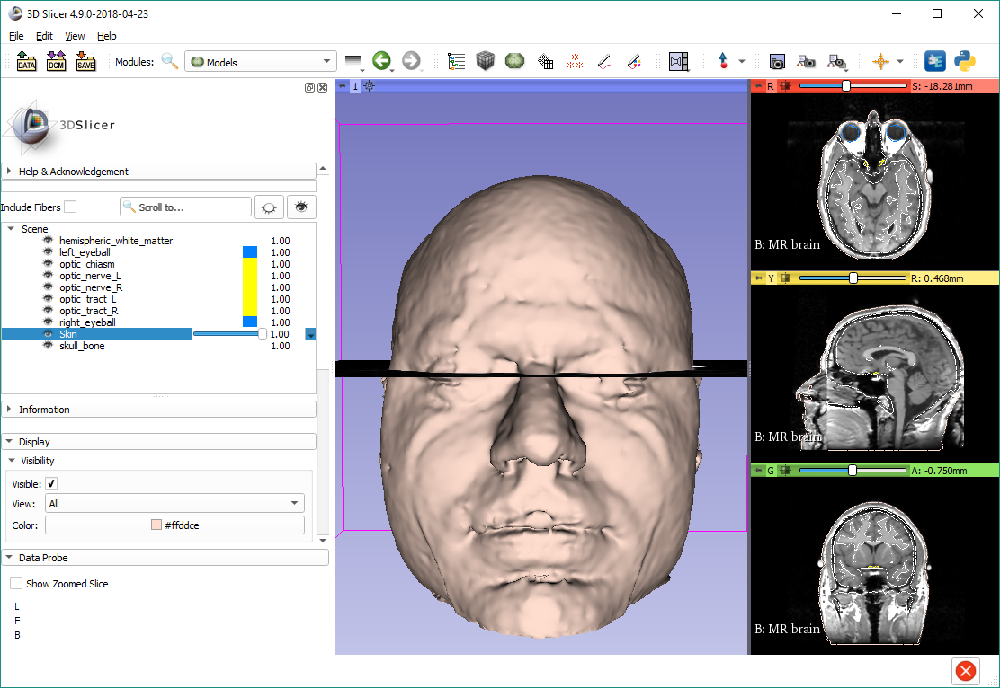 3D Slicer 4.9.0-2018-04-23
File Edit View Help
DATA DCM SAVE Modules: Models
1
R S: -18.281mm
3DSlicer
Help & Acknowledgement
Include Fibers Scroll to...
Scene
hemispheric_white_matter 1.00
left_eyeball 1.00
optic_chiasm 1.00
optic_nerve_L 1.00
optic_nerve_R 1.00
optic_tract_L 1.00
optic_tract_R 1.00
right_eyeball 1.00
Skin 1.00
skull_bone 1.00
Information
Display
Visibility
Visible:
View: All
Color: #ffddce
Data Probe
Show Zoomed Slice
L
F
B
B: MR brain
Y R: 0.468mm
B: MR brain
G A: -0.750mm
B: MR brain